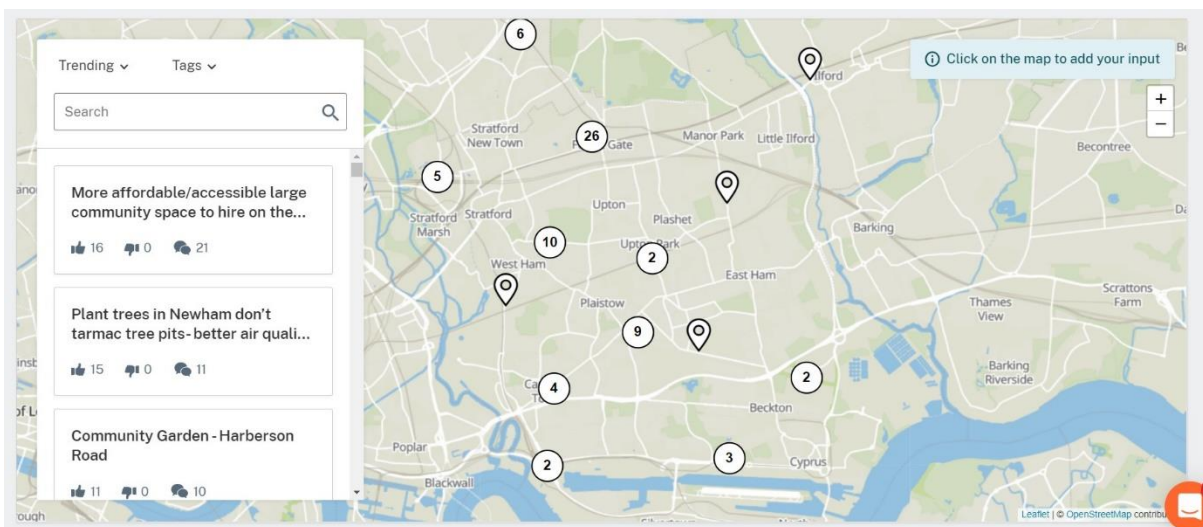 Trending
Tags
Search
More affordable/accessible large
community space to hire on the...
16
0
21
Plant trees in Newham don't
tarmac tree pits- better air quali...
15
0
11
Community Garden - Harberson
Road
11
0
10
Click on the map to add your input
+
−
6
Ilford
Stratford
New Town
26
Gate
Manor Park
Little Ilford
Becontree
5
Upton
Stratford
Marsh
Stratford
Plashet
Barking
10
Upton Park
2
West Ham
East Ham
Plaistow
Thames
View
Scrattons
Farm
9
4
2
Barking
Riverside
Beckton
Poplar
2
3
Cyprus
Blackwall
Leaflet | © OpenStreetMap contribu